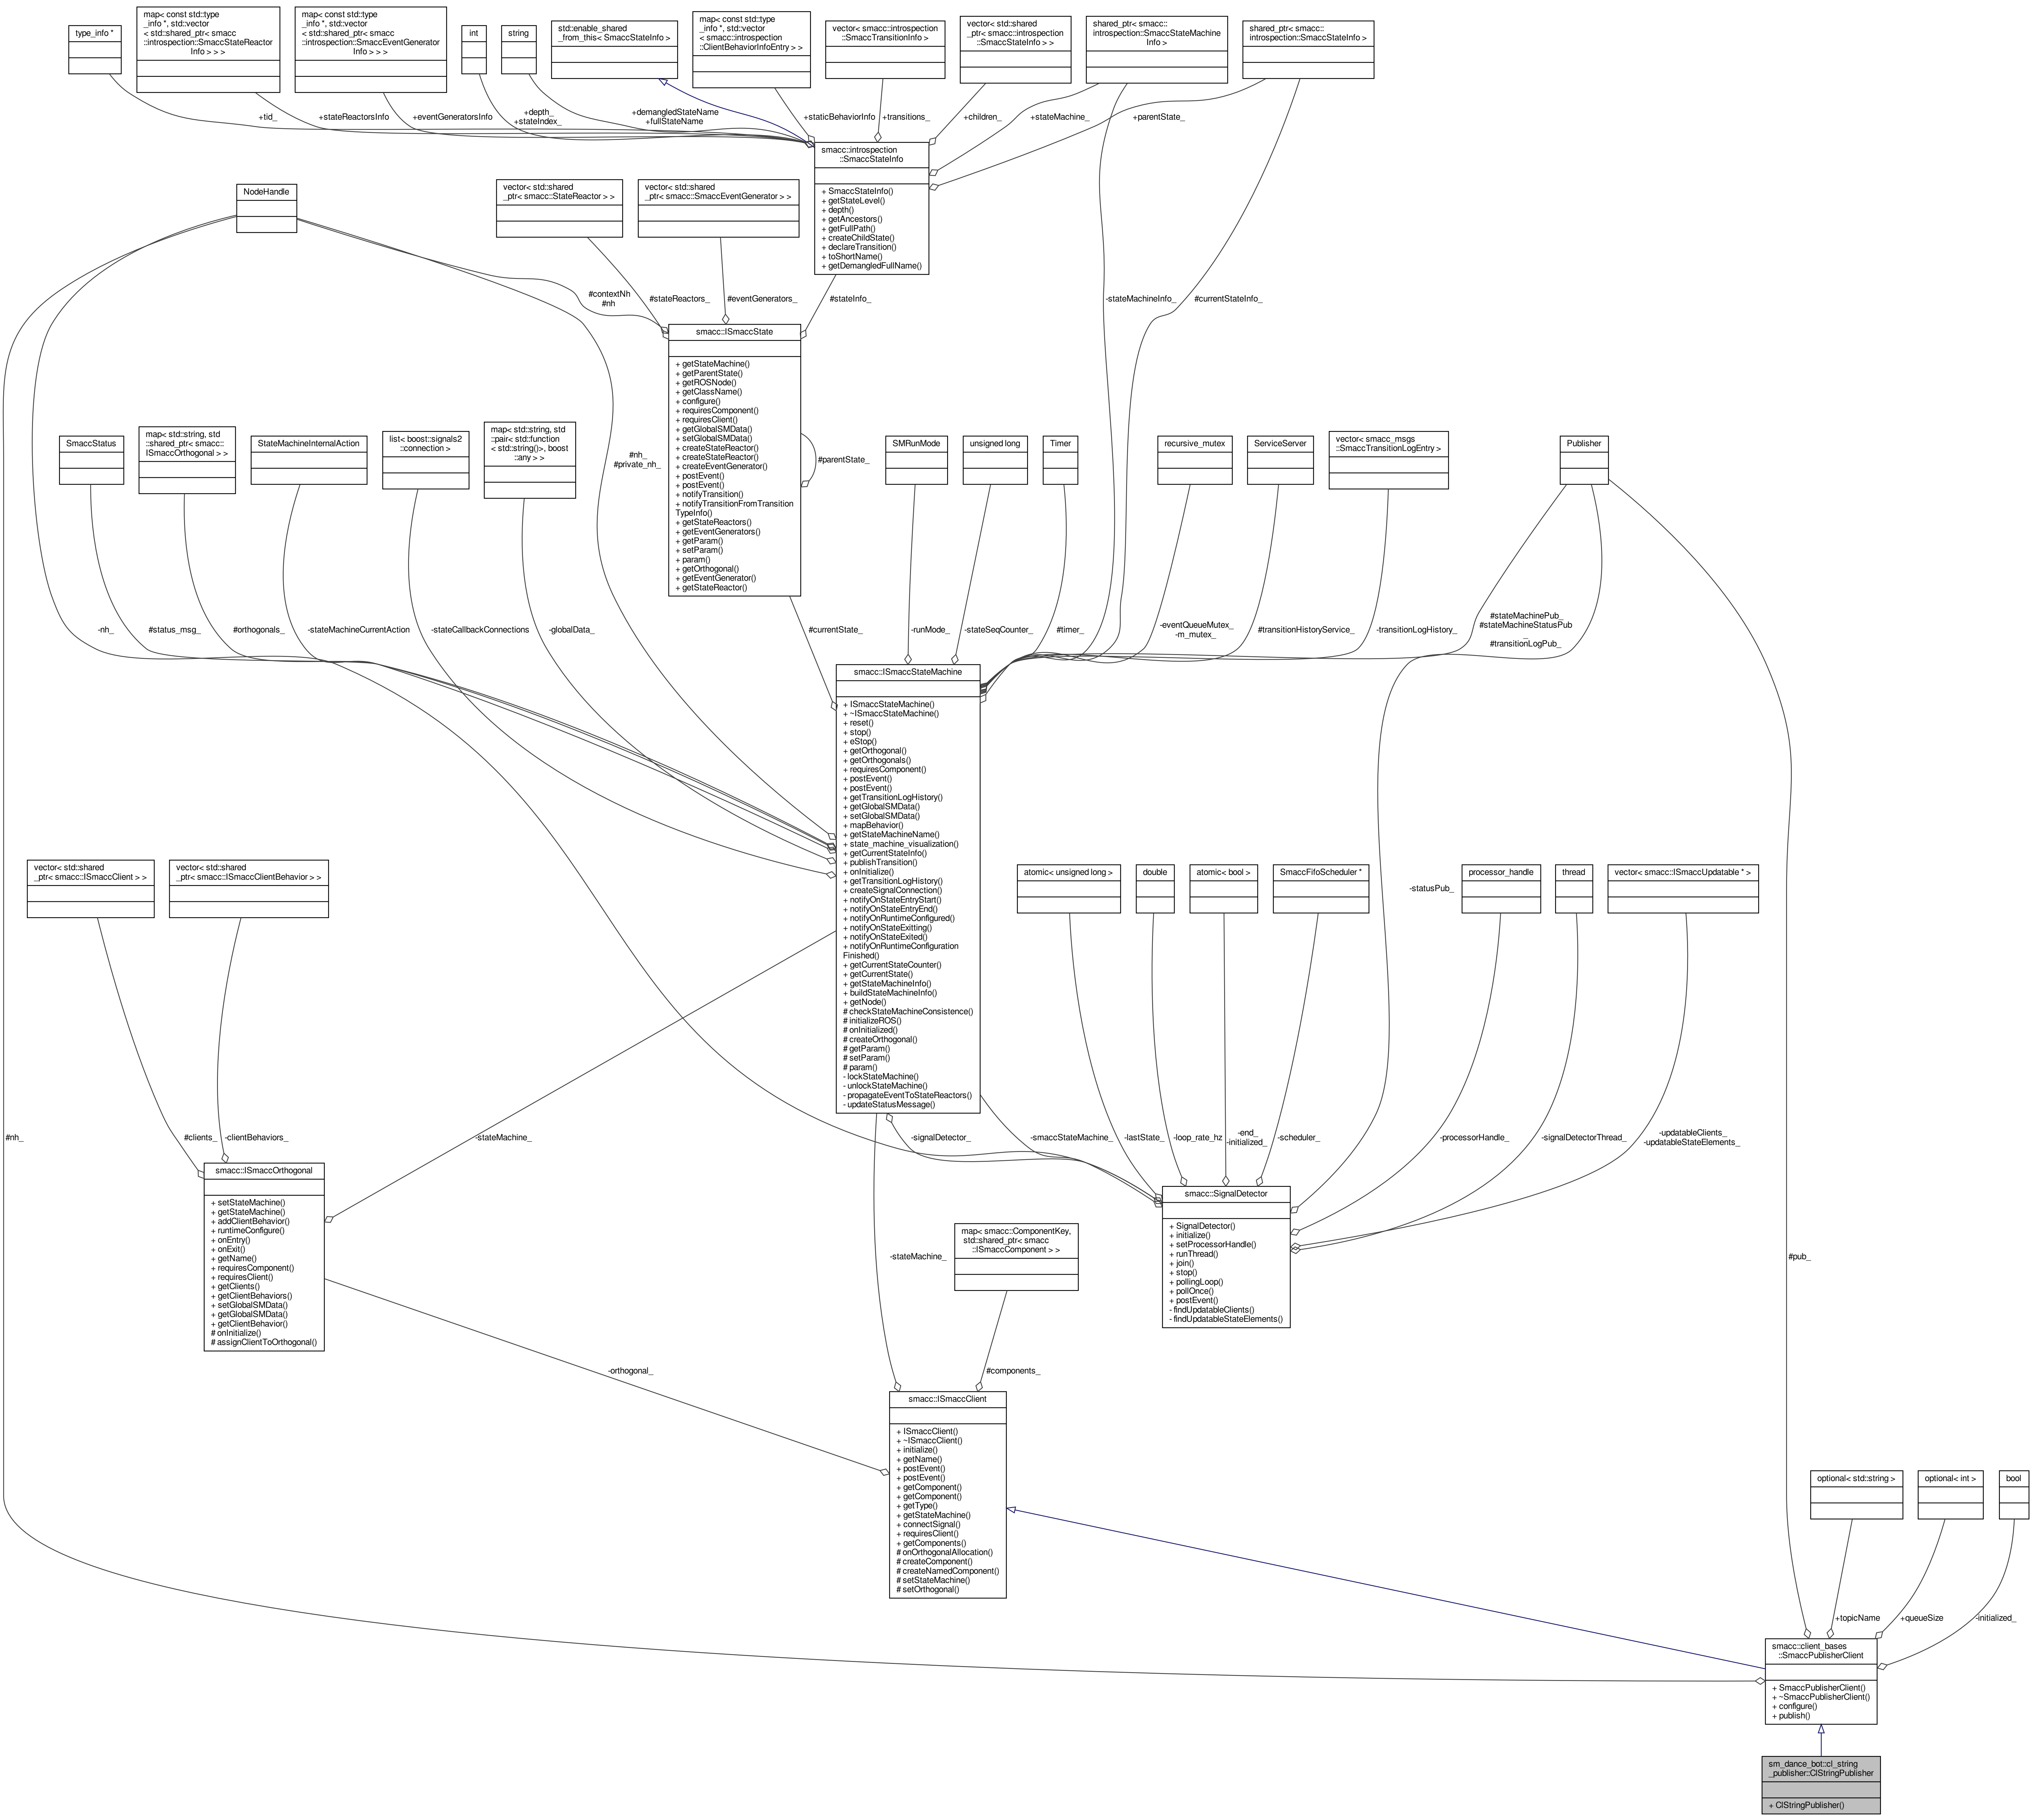 type_info *
map< const std::type
_info *, std::vector
< std::shared_ptr< smacc
::introspection::SmaccStateReactor
Info > > >
map< const std::type
_info *, std::vector
< std::shared_ptr< smacc
::introspection::SmaccEventGenerator
Info > > >
int
string
std::enable_shared
_from_this< SmaccStateInfo >
map< const std::type
_info *, std::vector
< smacc::introspection
::ClientBehaviorInfoEntry > >
vector< smacc::introspection
::SmaccTransitionInfo >
vector< std::shared
_ptr< smacc::introspection
::SmaccStateInfo > >
shared_ptr< smacc::
introspection::SmaccStateMachine
Info >
shared_ptr< smacc::
introspection::SmaccStateInfo >
+tid_
+stateReactorsInfo
+eventGeneratorsInfo
+depth_
+stateIndex_
+demangledStateName
+fullStateName
+staticBehaviorInfo
+transitions_
+children_
+stateMachine_
+parentState_
smacc::introspection
::SmaccStateInfo
+ SmaccStateInfo()
+ getStateLevel()
+ depth()
+ getAncestors()
+ getFullPath()
+ createChildState()
+ declareTransition()
+ toShortName()
+ getDemangledFullName()
NodeHandle
vector< std::shared
_ptr< smacc::StateReactor > >
vector< std::shared
_ptr< smacc::SmaccEventGenerator > >
#contextNh
#nh
#stateReactors_
#eventGenerators_
#stateInfo_
-stateMachineInfo_
#currentStateInfo_
smacc::ISmaccState
+ getStateMachine()
+ getParentState()
+ getROSNode()
+ getClassName()
+ configure()
+ requiresComponent()
+ requiresClient()
+ getGlobalSMData()
+ setGlobalSMData()
+ createStateReactor()
+ createStateReactor()
+ createEventGenerator()
+ postEvent()
+ postEvent()
+ notifyTransition()
+ notifyTransitionFromTransition
TypeInfo()
+ getStateReactors()
+ getEventGenerators()
+ getParam()
+ setParam()
+ param()
+ getOrthogonal()
+ getEventGenerator()
+ getStateReactor()
#parentState_
SmaccStatus
map< std::string, std
::shared_ptr< smacc::
ISmaccOrthogonal > >
StateMachineInternalAction
list< boost::signals2
::connection >
map< std::string, std
::pair< std::function
< std::string()>, boost
::any > >
#nh_
#private_nh_
SMRunMode
unsigned long
Timer
recursive_mutex
ServiceServer
vector< smacc_msgs
::SmaccTransitionLogEntry >
Publisher
-nh_
#status_msg_
#orthogonals_
-stateMachineCurrentAction
-stateCallbackConnections
-globalData_
#currentState_
-runMode_
-stateSeqCounter_
#timer_
-eventQueueMutex_
-m_mutex_
#transitionHistoryService_
-transitionLogHistory_
#stateMachinePub_
#stateMachineStatusPub
_
#transitionLogPub_
smacc::ISmaccStateMachine
+ ISmaccStateMachine()
+ ~ISmaccStateMachine()
+ reset()
+ stop()
+ eStop()
+ getOrthogonal()
+ getOrthogonals()
+ requiresComponent()
+ postEvent()
+ postEvent()
+ getTransitionLogHistory()
+ getGlobalSMData()
+ setGlobalSMData()
+ mapBehavior()
+ getStateMachineName()
+ state_machine_visualization()
+ getCurrentStateInfo()
+ publishTransition()
+ onInitialize()
+ getTransitionLogHistory()
+ createSignalConnection()
+ notifyOnStateEntryStart()
+ notifyOnStateEntryEnd()
+ notifyOnRuntimeConfigured()
+ notifyOnStateExitting()
+ notifyOnStateExited()
+ notifyOnRuntimeConfiguration
Finished()
+ getCurrentStateCounter()
+ getCurrentState()
+ getStateMachineInfo()
+ buildStateMachineInfo()
+ getNode()
# checkStateMachineConsistence()
# initializeROS()
# onInitialized()
# createOrthogonal()
# getParam()
# setParam()
# param()
- lockStateMachine()
- unlockStateMachine()
- propagateEventToStateReactors()
- updateStatusMessage()
vector< std::shared
_ptr< smacc::ISmaccClient > >
vector< std::shared
_ptr< smacc::ISmaccClientBehavior > >
atomic< unsigned long >
double
atomic< bool >
SmaccFifoScheduler *
-statusPub_
processor_handle
thread
vector< smacc::ISmaccUpdatable * >
#nh_
#clients_
-clientBehaviors_
-stateMachine_
-signalDetector_
-smaccStateMachine_
-lastState_
-loop_rate_hz
-end_
-initialized_
-scheduler_
-processorHandle_
-signalDetectorThread_
-updatableClients_
-updatableStateElements_
smacc::ISmaccOrthogonal
+ setStateMachine()
+ getStateMachine()
+ addClientBehavior()
+ runtimeConfigure()
+ onEntry()
+ onExit()
+ getName()
+ requiresComponent()
+ requiresClient()
+ getClients()
+ getClientBehaviors()
+ setGlobalSMData()
+ getGlobalSMData()
+ getClientBehavior()
# onInitialize()
# assignClientToOrthogonal()
smacc::SignalDetector
+ SignalDetector()
+ initialize()
+ setProcessorHandle()
+ runThread()
+ join()
+ stop()
+ pollingLoop()
+ pollOnce()
+ postEvent()
- findUpdatableClients()
- findUpdatableStateElements()
-stateMachine_
map< smacc::ComponentKey,
std::shared_ptr< smacc
::ISmaccComponent > >
#pub_
-orthogonal_
#components_
smacc::ISmaccClient
+ ISmaccClient()
+ ~ISmaccClient()
+ initialize()
+ getName()
+ postEvent()
+ postEvent()
+ getComponent()
+ getComponent()
+ getType()
+ getStateMachine()
+ connectSignal()
+ requiresClient()
+ getComponents()
# onOrthogonalAllocation()
# createComponent()
# createNamedComponent()
# setStateMachine()
# setOrthogonal()
optional< std::string >
optional< int >
bool
+topicName
+queueSize
-initialized_
smacc::client_bases
::SmaccPublisherClient
+ SmaccPublisherClient()
+ ~SmaccPublisherClient()
+ configure()
+ publish()
sm_dance_bot::cl_string
_publisher::ClStringPublisher
+ ClStringPublisher()